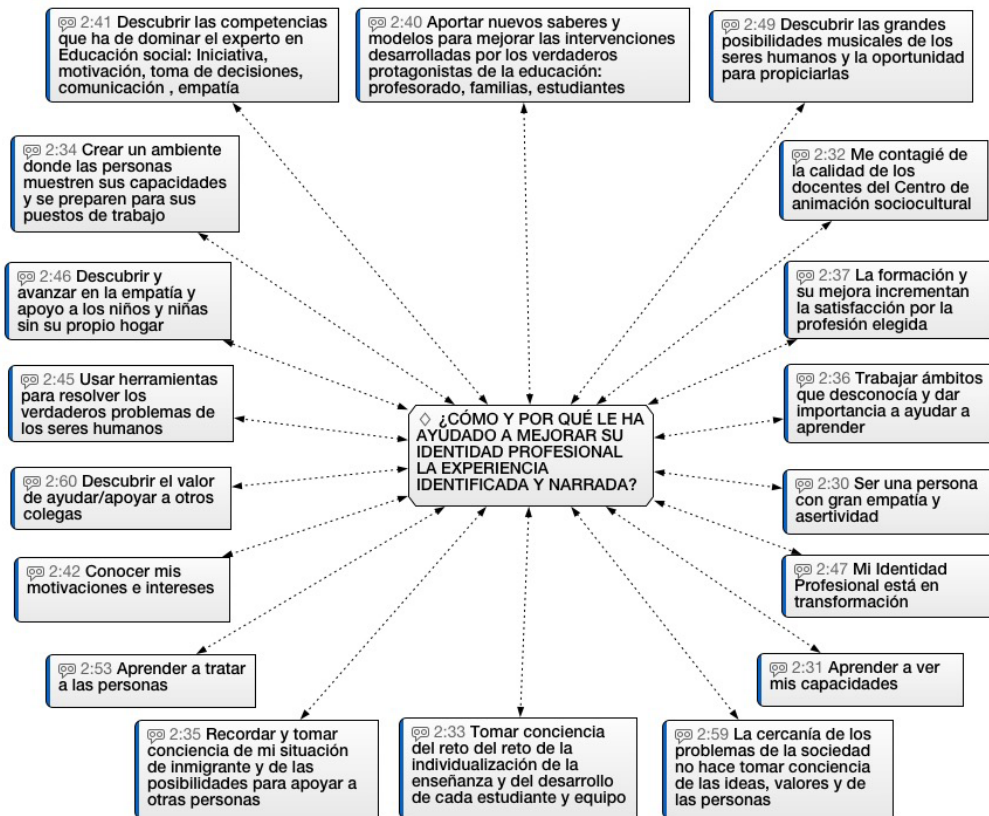 2:41 Descubrir las competencias
que ha de dominar el experto en
Educación social: Iniciativa,
motivación, toma de decisiones,
comunicación , empatía
2:40 Aportar nuevos saberes y
modelos para mejorar las intervenciones
desarrolladas por los verdaderos
protagonistas de la educación:
profesorado, familias, estudiantes
2:49 Descubrir las grandes
posibilidades musicales de los
seres humanos y la oportunidad
para propiciarlas
2:34 Crear un ambiente
donde las personas
muestren sus capacidades
y se preparen para sus
puestos de trabajo
2:32 Me contagié de
la calidad de los
docentes del Centro de
animación sociocultural
2:46 Descubrir y
avanzar en la empatía y
apoyo a los niños y niñas
sin su propio hogar
2:37 La formación y
su mejora incrementan
la satisfacción por la
profesión elegida
2:45 Usar herramientas
para resolver los
verdaderos problemas de
los seres humanos
2:36 Trabajar ámbitos
que desconocía y dar
importancia a ayudar a
aprender
◇ ¿CÓMO Y POR QUÉ LE HA
AYUDADO A MEJORAR SU
IDENTIDAD PROFESIONAL
LA EXPERIENCIA
IDENTIFICADA Y NARRADA?
2:60 Descubrir el valor
de ayudar/apoyar a otros
colegas
2:30 Ser una persona
con gran empatía y
asertividad
2:42 Conocer mis
motivaciones e intereses
2:47 Mi Identidad
Profesional está en
transformación
2:53 Aprender a tratar
a las personas
2:31 Aprender a ver
mis capacidades
2:35 Recordar y tomar
conciencia de mi situación
de inmigrante y de las
posibilidades para apoyar a
otras personas
2:33 Tomar conciencia
del reto del reto de la
individualización de la
enseñanza y del desarrollo
de cada estudiante y equipo
2:59 La cercanía de los
problemas de la sociedad
no hace tomar conciencia
de las ideas, valores y de
las personas